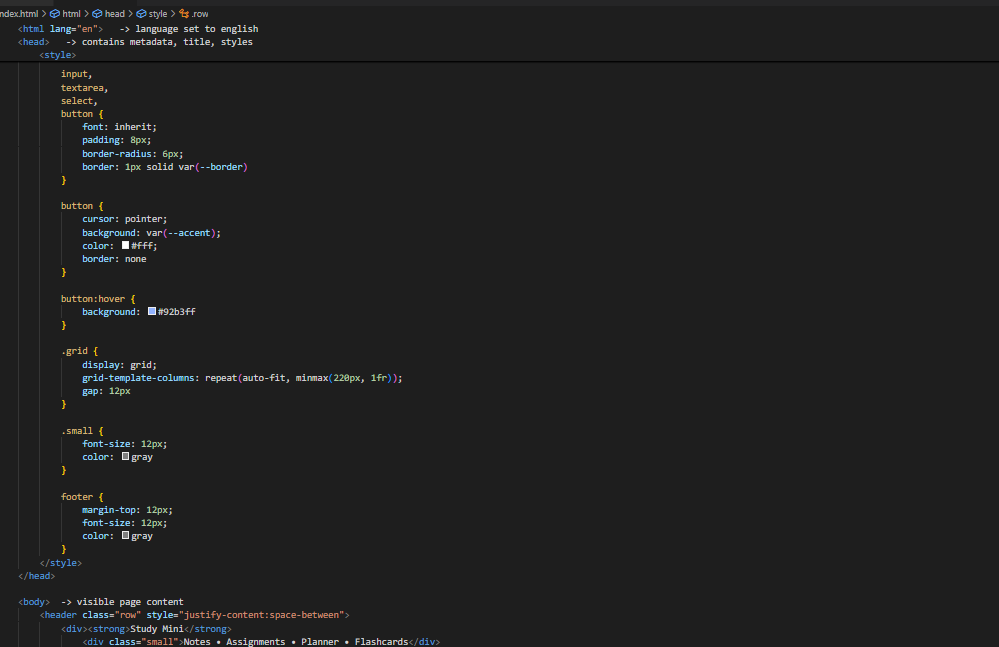 ndex.html > html > head > style > .row
<html lang="en">   -> language set to english
<head>   -> contains metadata, title, styles
<style>
input,
textarea,
select,
button {
font: inherit;
padding: 8px;
border-radius: 6px;
border: 1px solid var(--border)
}
button {
cursor: pointer;
background: var(--accent);
color: #fff;
border: none
}
button:hover {
background: #92b3ff
}
.grid {
display: grid;
grid-template-columns: repeat(auto-fit, minmax(220px, 1fr));
gap: 12px
}
.small {
font-size: 12px;
color: gray
}
footer {
margin-top: 12px;
font-size: 12px;
color: gray
}
</style>
</head>
<body>  -> visible page content
<header class="row" style="justify-content:space-between">
<div><strong>Study Mini</strong>
<div class="small">Notes • Assignments • Planner • Flashcards</div>